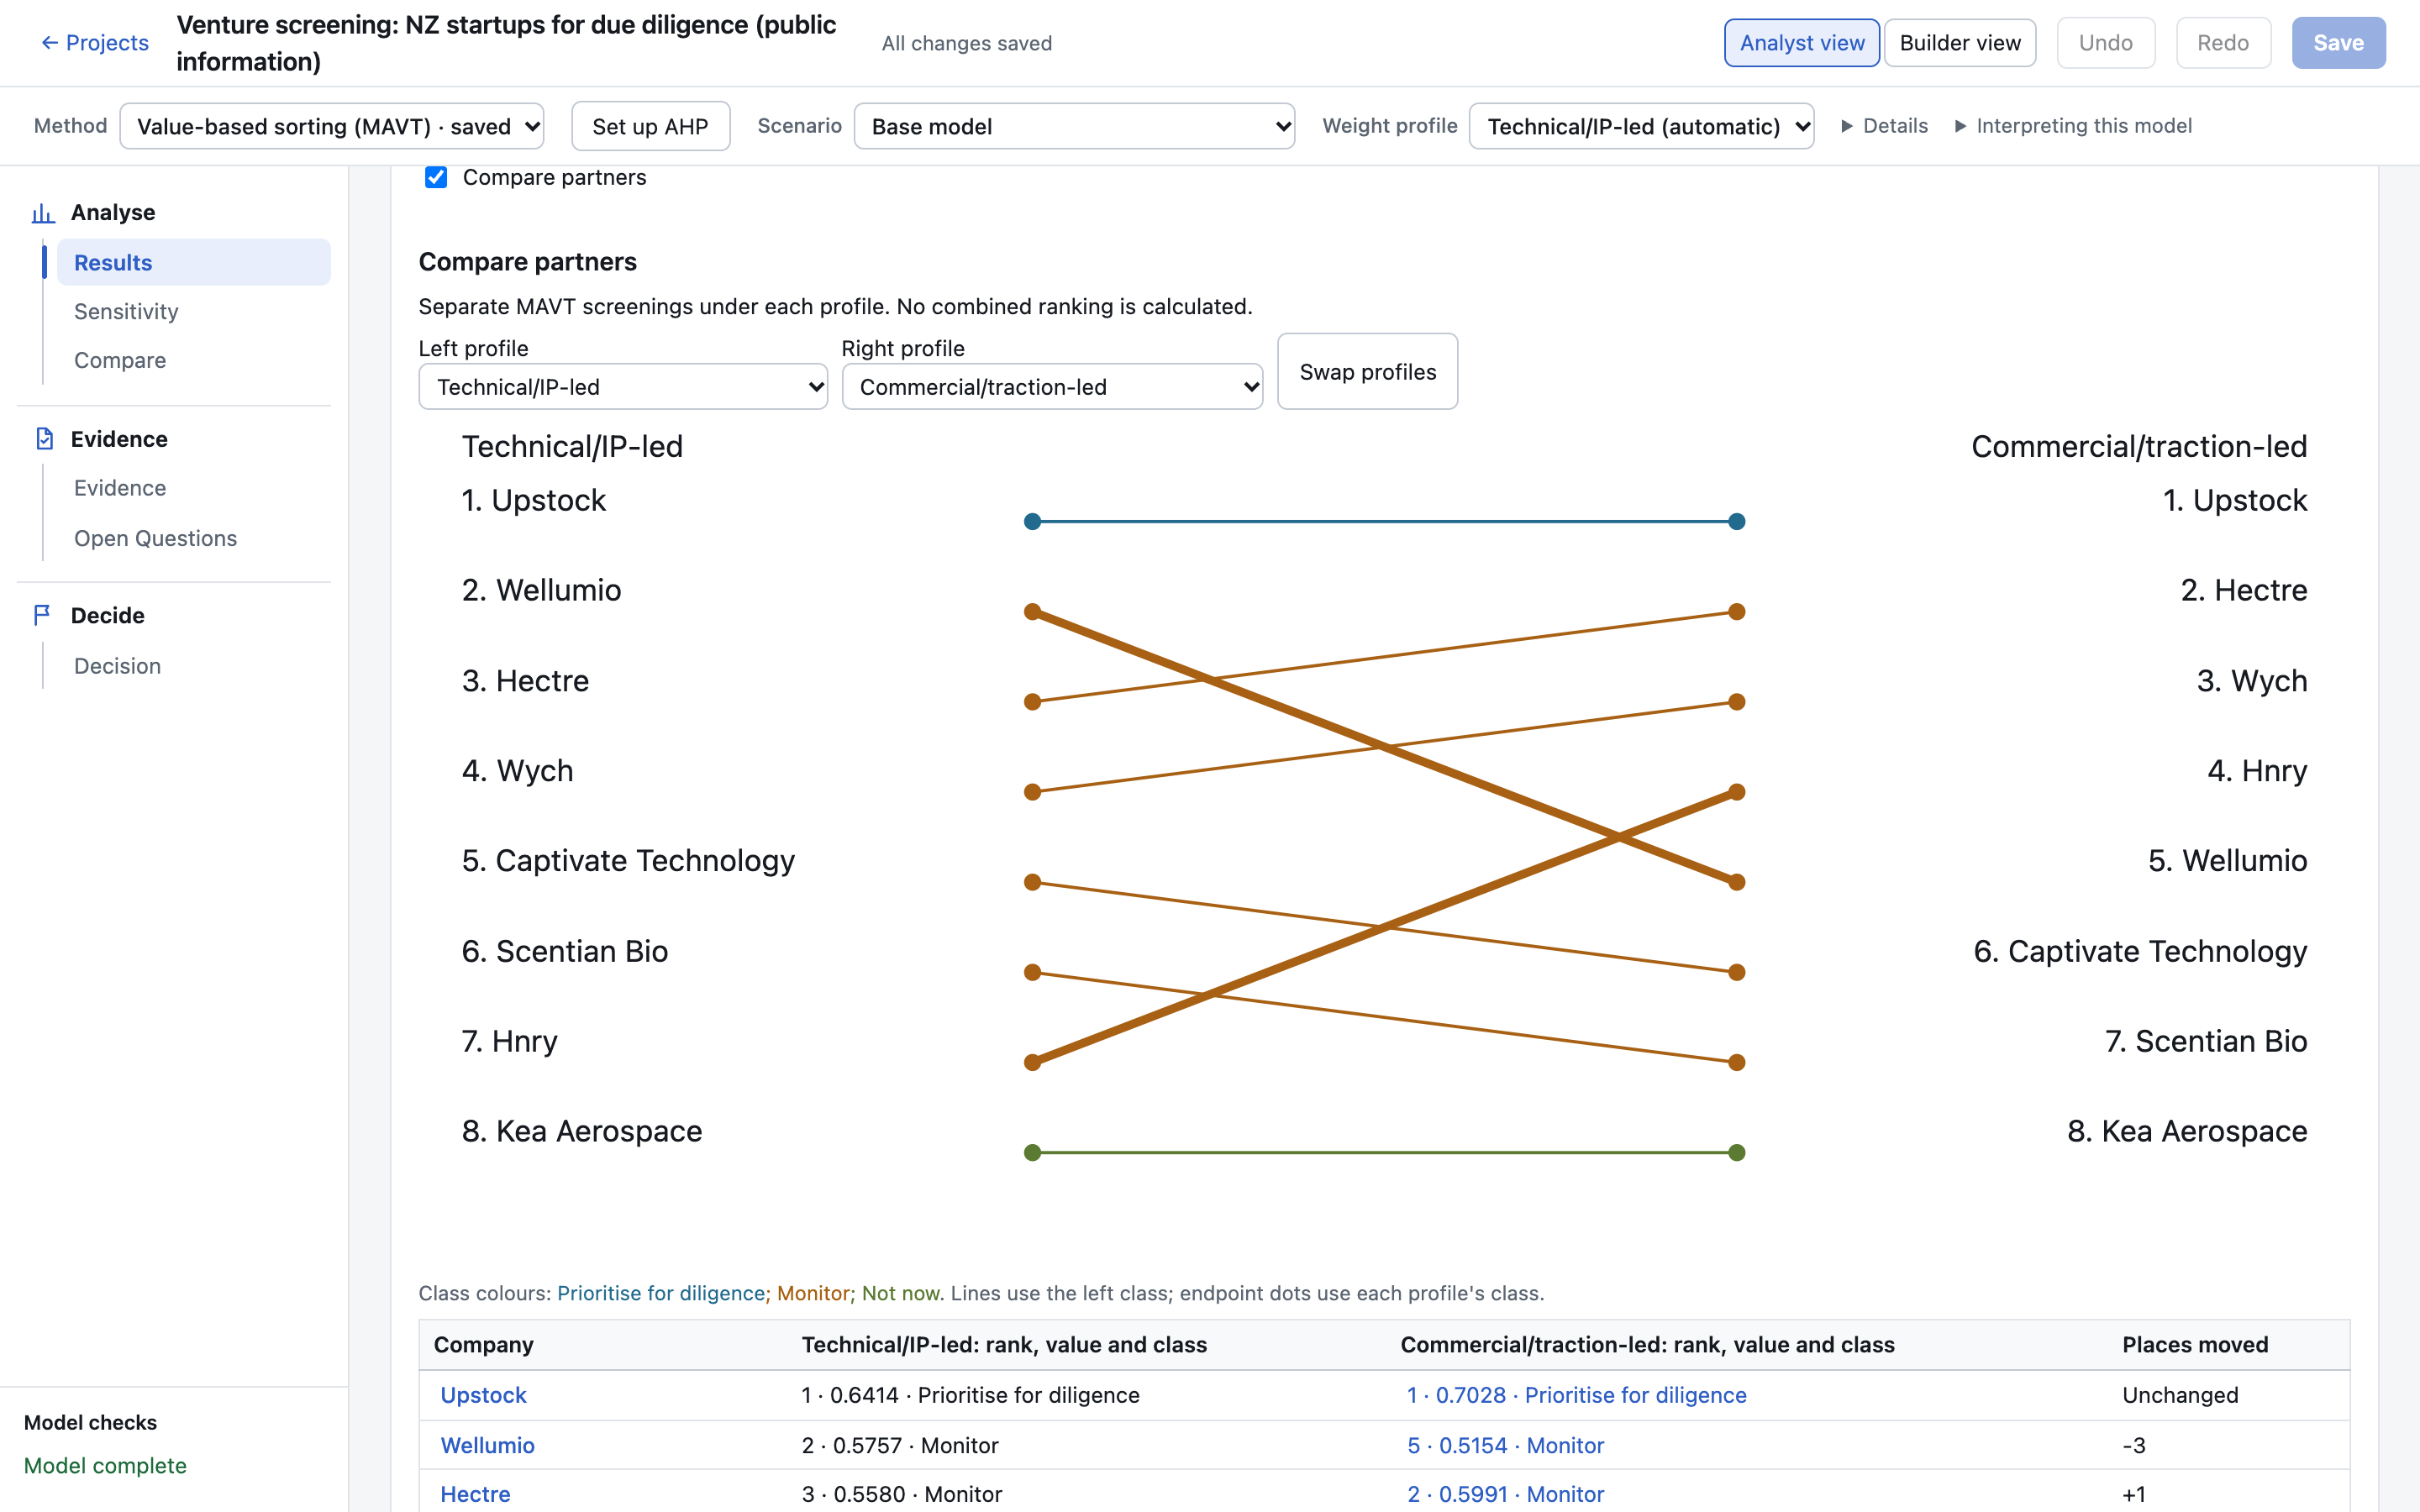 ← Projects
Venture screening: NZ startups for due diligence (public
information)
All changes saved
Analyst view
Builder view
Undo
Redo
Save
Method
Value-based sorting (MAVT) · saved
Set up AHP
Scenario
Base model
Weight profile
Technical/IP-led (automatic)
Details
Interpreting this model
Analyse
Results
Sensitivity
Compare
Evidence
Evidence
Open Questions
Decide
Decision
Model checks
Model complete
Compare partners
Compare partners
Separate MAVT screenings under each profile. No combined ranking is calculated.
Left profile
Right profile
Technical/IP-led
Commercial/traction-led
Swap profiles
Technical/IP-led
Commercial/traction-led
1. Upstock
1. Upstock
2. Wellumio
2. Hectre
3. Hectre
3. Wych
4. Wych
4. Hnry
5. Captivate Technology
5. Wellumio
6. Scentian Bio
6. Captivate Technology
7. Hnry
7. Scentian Bio
8. Kea Aerospace
8. Kea Aerospace
Class colours: Prioritise for diligence; Monitor; Not now. Lines use the left class; endpoint dots use each profile's class.
Company
Technical/IP-led: rank, value and class
Commercial/traction-led: rank, value and class
Places moved
Upstock
1 · 0.6414 · Prioritise for diligence
1 · 0.7028 · Prioritise for diligence
Unchanged
Wellumio
2 · 0.5757 · Monitor
5 · 0.5154 · Monitor
-3
Hectre
3 · 0.5580 · Monitor
2 · 0.5991 · Monitor
+1